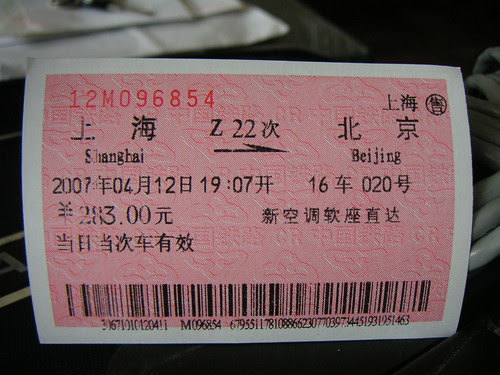 12M096854 上海 售
上海 Z 22次 北京
Shanghai Beijing
2007年04月12日19:07开 16车 020号
￥283.00元 新空调软座直达
当日当次车有效
M096854